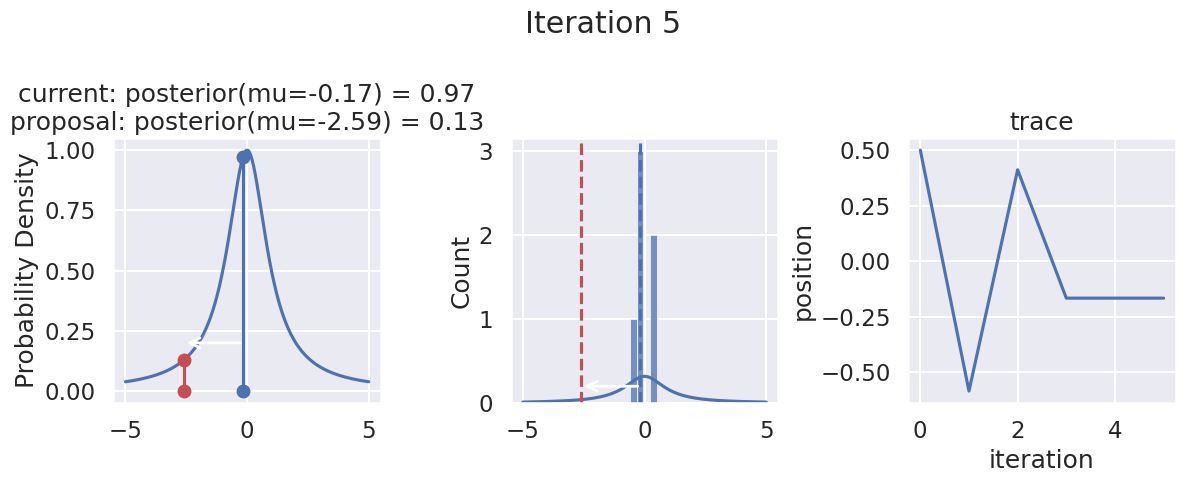 Iteration 5
current: posterior(mu=-0.17) = 0.97
proposal: posterior(mu=-2.59) = 0.13
Probability Density
1.00
0.75
0.50
0.25
0.00
−5
0
5
Count
3
2
1
0
−5
0
5
trace
position
0.50
0.25
0.00
−0.25
−0.50
0
2
4
iteration